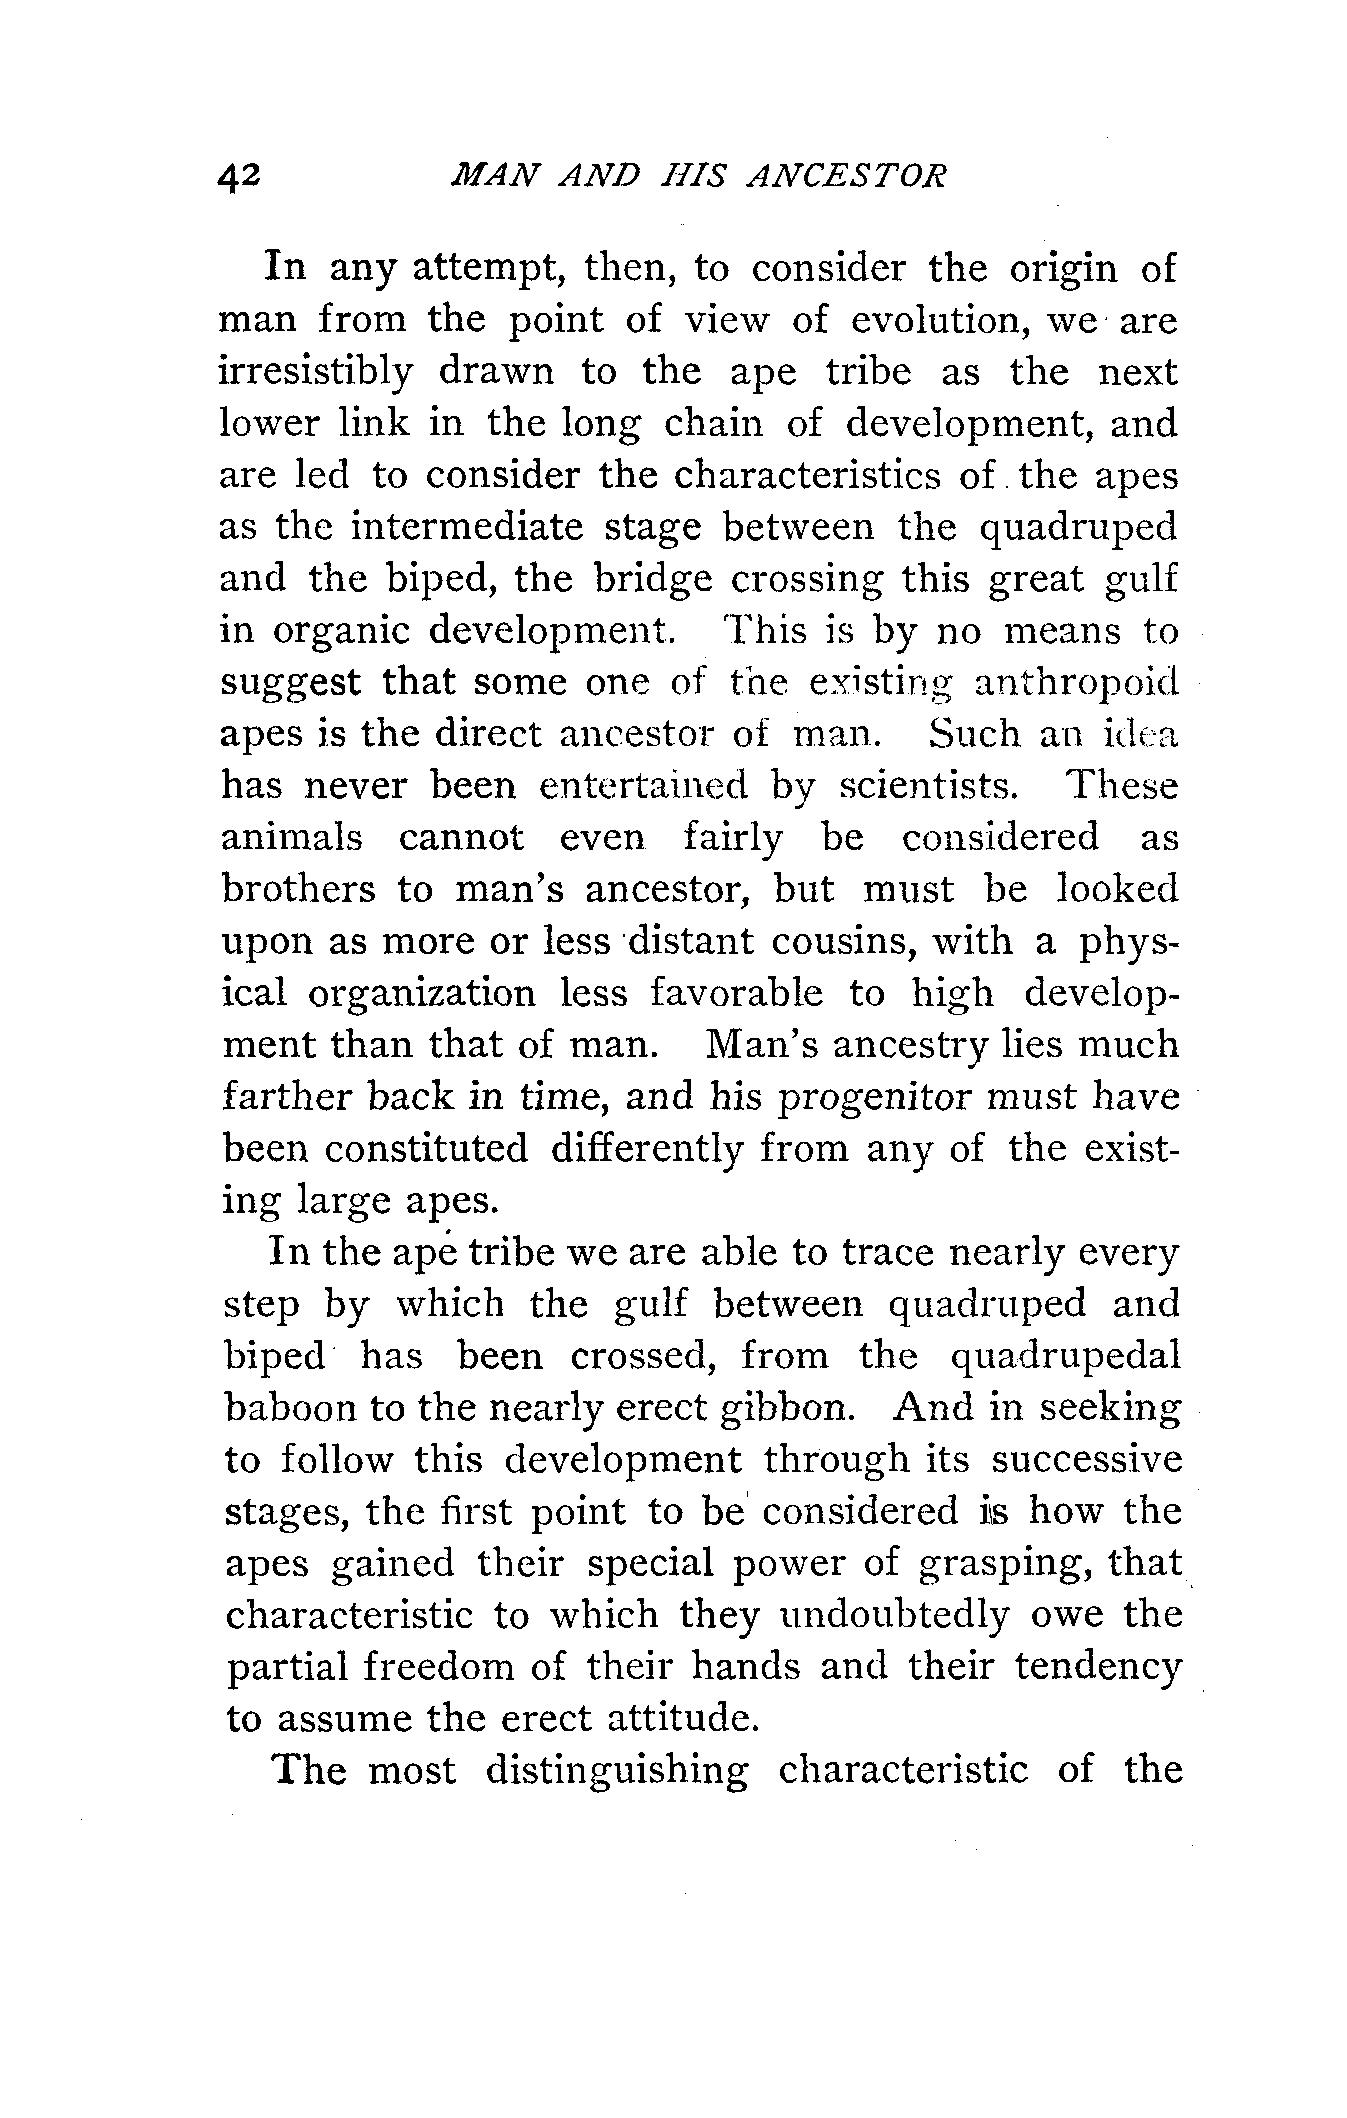 42 MAN AND HIS ANCESTOR
In any attempt, then, to consider the origin of
man from the point of view of evolution, we are
irresistibly drawn to the ape tribe as the next
lower link in the long chain of development, and
are led to consider the characteristics of the apes
as the intermediate stage between the quadruped
and the biped, the bridge crossing this great gulf
in organic development. This is by no means to
suggest that some one of the existing anthropoid
apes is the direct ancestor of man. Such an idea
has never been entertained by scientists. These
animals cannot even fairly be considered as
brothers to man's ancestor, but must be looked
upon as more or less distant cousins, with a phys-
ical organization less favorable to high develop-
ment than that of man. Man's ancestry lies much
farther back in time, and his progenitor must have
been constituted differently from any of the exist-
ing large apes.
In the ape tribe we are able to trace nearly every
step by which the gulf between quadruped and
biped has been crossed, from the quadrupedal
baboon to the nearly erect gibbon. And in seeking
to follow this development through its successive
stages, the first point to be considered is how the
apes gained their special power of grasping, that
characteristic to which they undoubtedly owe the
partial freedom of their hands and their tendency
to assume the erect attitude.
The most distinguishing characteristic of the